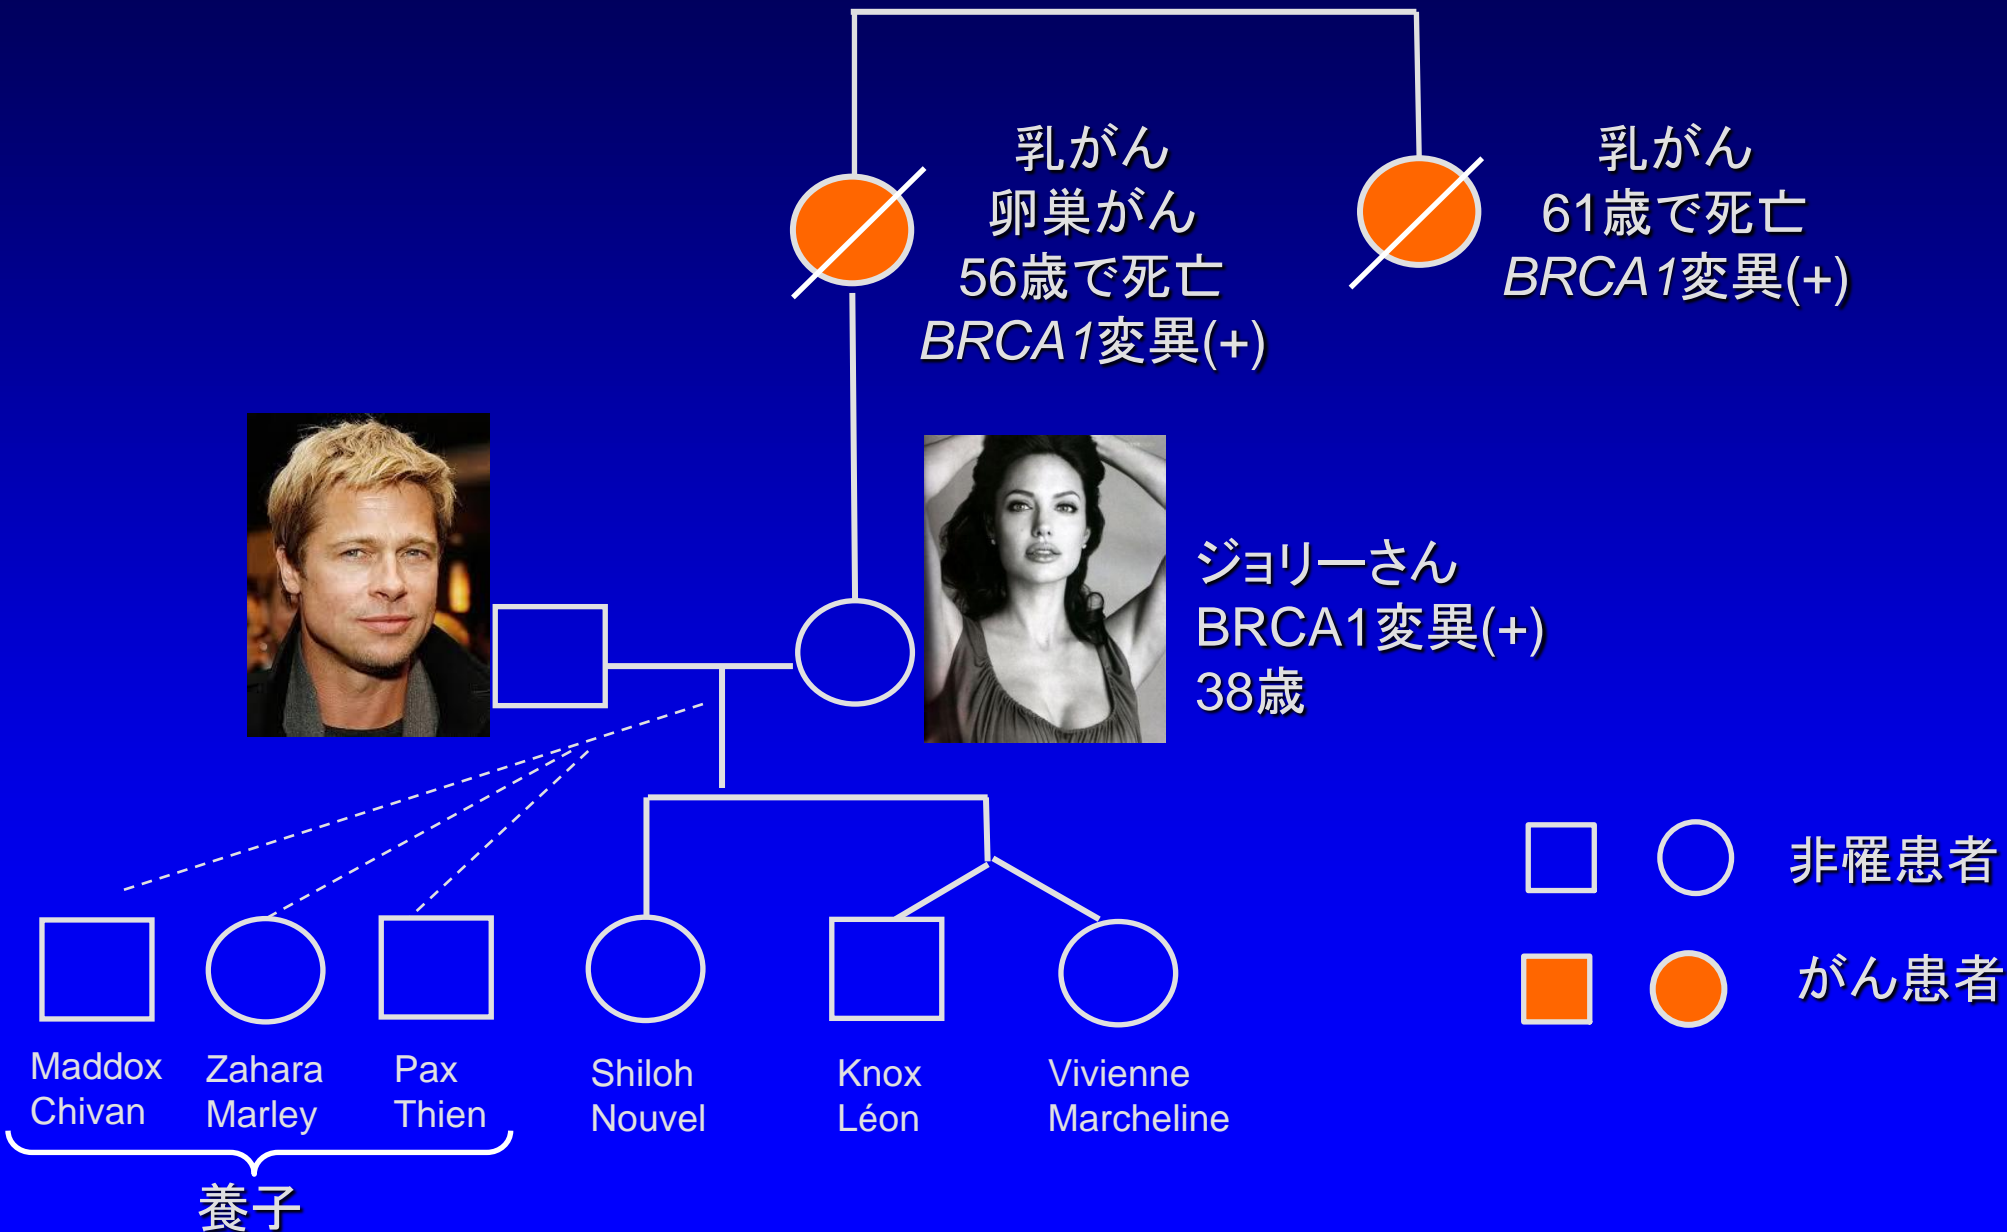 乳がん
卵巣がん
56歳で死亡
BRCA1変異(+)
乳がん
61歳で死亡
BRCA1変異(+)
ジョリーさん
BRCA1変異(+)
38歳
非罹患者
がん患者
Maddox
Chivan
Zahara
Marley
Pax
Thien
Shiloh
Nouvel
Knox
Léon
Vivienne
Marcheline
養子